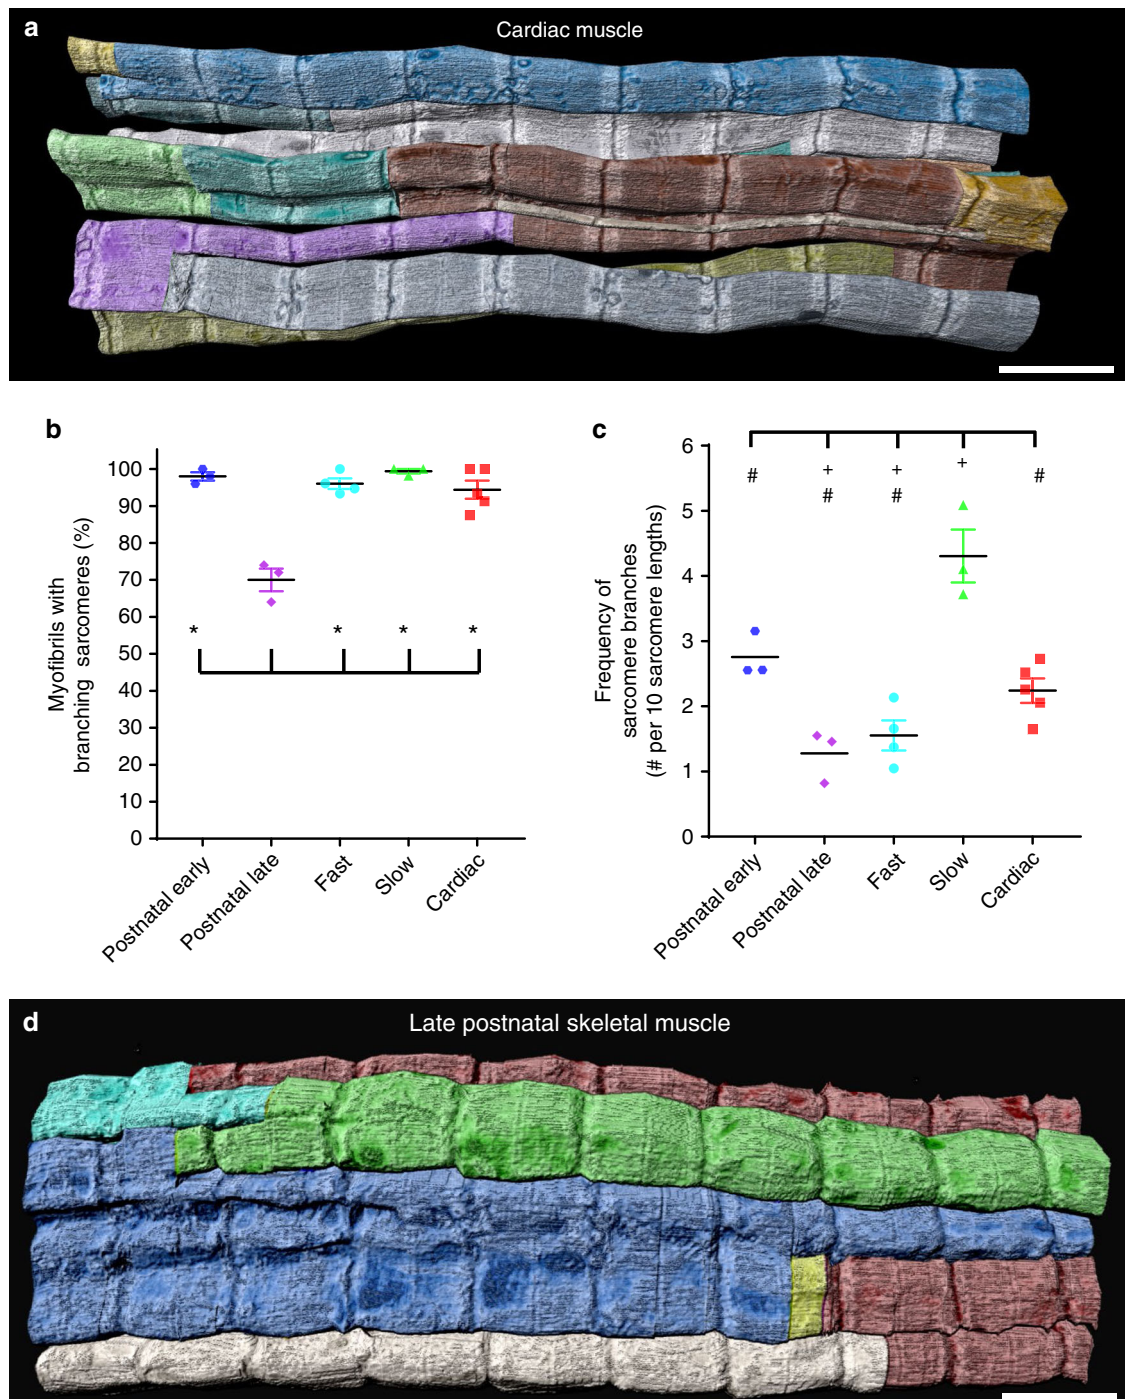 a
Cardiac muscle
b
Myofibrils with
branching sarcomeres (%)
100
90
80
70
60
50
40
30
20
10
0
* * * *
Postnatal early
Postnatal late
Fast
Slow
Cardiac
c
Frequency of
sarcomere branches
(# per 10 sarcomere lengths)
6
5
4
3
2
1
0
# + + + #
# #
Postnatal early
Postnatal late
Fast
Slow
Cardiac
d
Late postnatal skeletal muscle